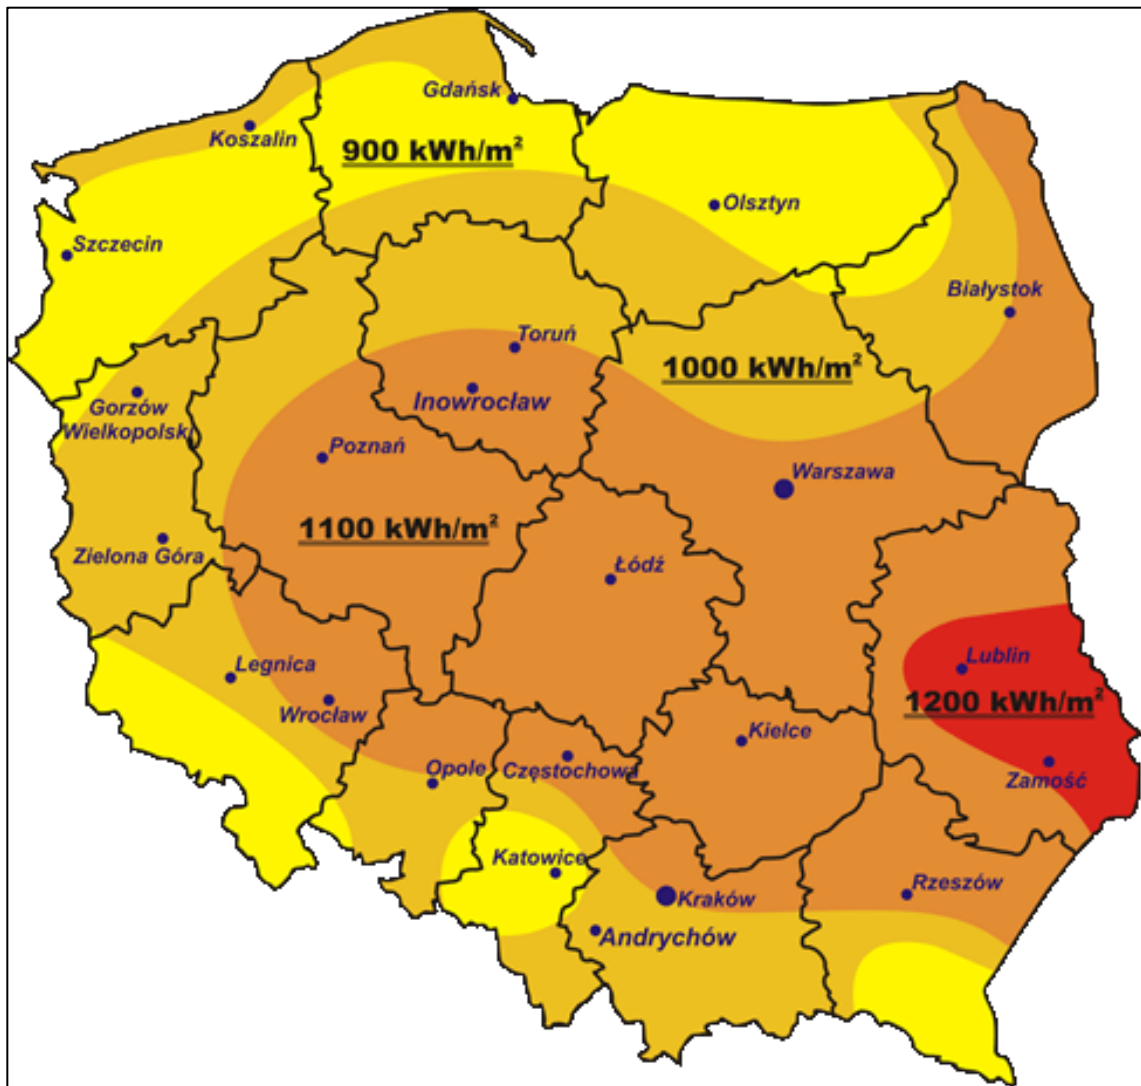 Gdańsk
Koszalin
900 kWh/m²
Olsztyn
Szczecin
Białystok
Toruń
1000 kWh/m²
Gorzów
Wielkopolski
Inowrocław
Poznań
Warszawa
1100 kWh/m²
Zielona Góra
Łódź
Legnica
Lublin
1200 kWh/m²
Wrocław
Kielce
Opole
Częstochowa
Zamość
Katowice
Rzeszów
Kraków
Andrychów